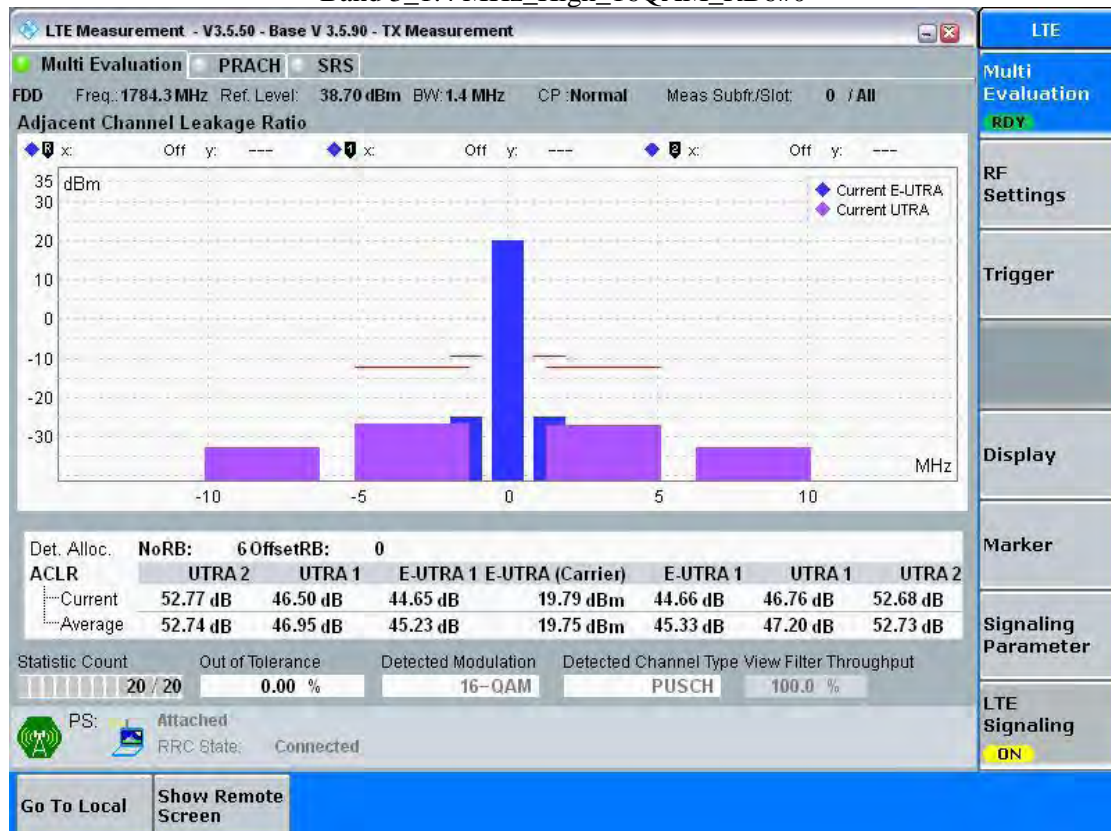 LTE Measurement - V3.5.50 - Base V 3.5.90 - TX Measurement
LTE
Multi Evaluation PRACH SRS
Multi Evaluation
RDY
FDD Freq.: 1784.3 MHz Ref. Level: 38.70 dBm BW: 1.4 MHz CP :Normal Meas Subfr./Slot: 0 / All
Adjacent Channel Leakage Ratio
R x: Off y: --- 1 x: Off y: --- 2 x: Off y: ---
35 dBm
30
20
10
0
-10
-20
-30
Current E-UTRA
Current UTRA
MHz
-10 -5 0 5 10
RF Settings
Trigger
Display
Marker
Signaling Parameter
LTE Signaling
ON
Det. Alloc. NoRB: 6 OffsetRB: 0
ACLR UTRA 2 UTRA 1 E-UTRA 1 E-UTRA (Carrier) E-UTRA 1 UTRA 1 UTRA 2
Current 52.77 dB 46.50 dB 44.65 dB 19.79 dBm 44.66 dB 46.76 dB 52.68 dB
Average 52.74 dB 46.95 dB 45.23 dB 19.75 dBm 45.33 dB 47.20 dB 52.73 dB
Statistic Count Out of Tolerance Detected Modulation Detected Channel Type View Filter Throughput
20 / 20 0.00 % 16-QAM PUSCH 100.0 %
PS: Attached
RRC State: Connected
Go To Local
Show Remote Screen